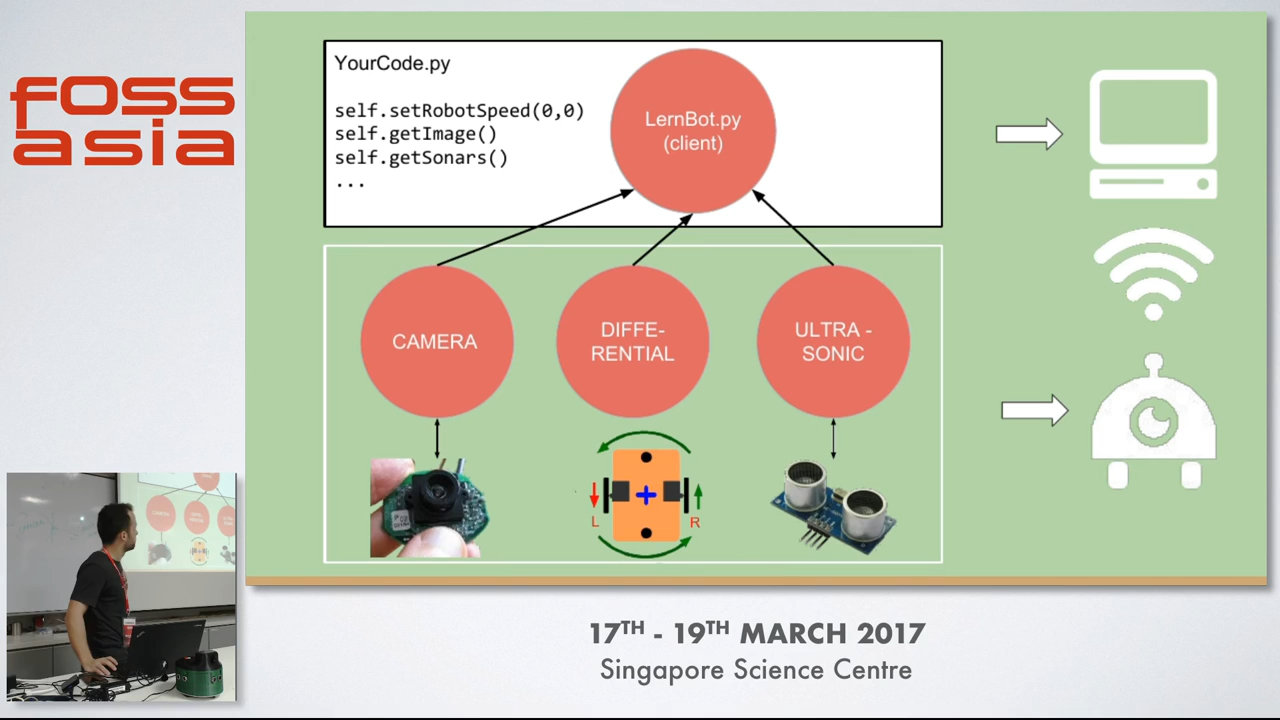 foss
asia
YourCode.py
self.setRobotSpeed(0,0)
self.getImage()
self.getSonars()
...
LernBot.py
(client)
CAMERA
DIFFE-
RENTIAL
ULTRA -
SONIC
L
R
17TH - 19TH MARCH 2017
Singapore Science Centre